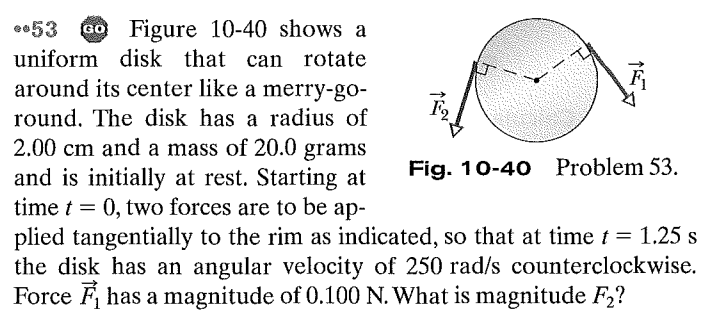 ••53 GO Figure 10-40 shows a
uniform disk that can rotate
around its center like a merry-go-
round. The disk has a radius of
2.00 cm and a mass of 20.0 grams
and is initially at rest. Starting at
time t = 0, two forces are to be ap-
plied tangentially to the rim as indicated, so that at time t = 1.25 s
the disk has an angular velocity of 250 rad/s counterclockwise.
Force F⃗₁ has a magnitude of 0.100 N. What is magnitude F₂?
F⃗₂
F⃗₁
Fig. 10-40 Problem 53.